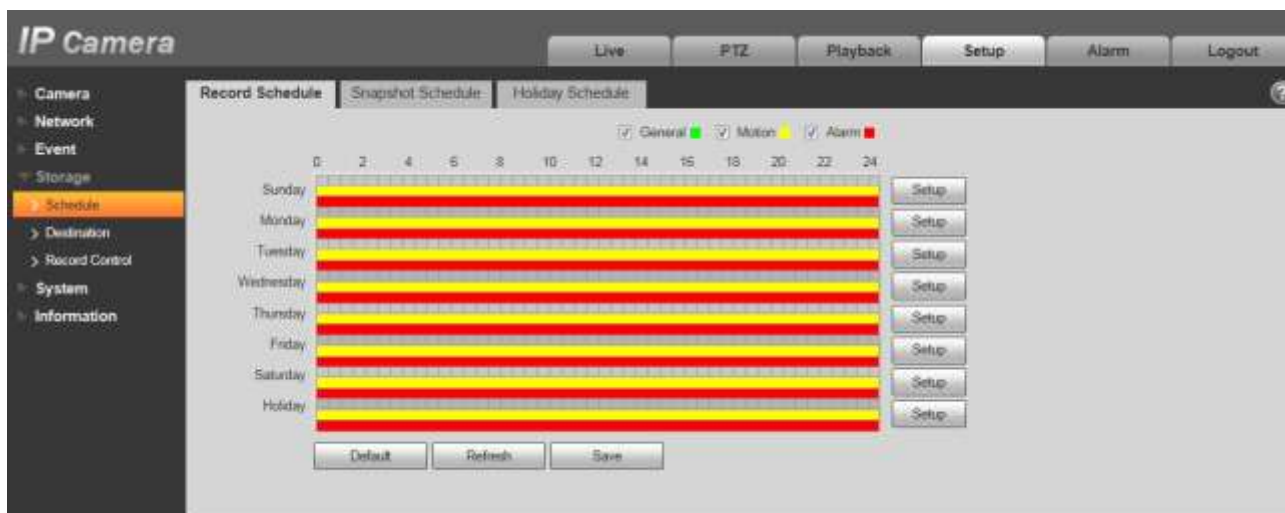 IP Camera
Live PTZ Playback Setup Alarm Logout
Camera
Network
Event
Storage
Schedule
Destination
Record Control
System
Information
Record Schedule Snapshot Schedule Holiday Schedule ?
General Motion Alarm
0 2 4 6 8 10 12 14 16 18 20 22 24
Sunday Setup
Monday Setup
Tuesday Setup
Wednesday Setup
Thursday Setup
Friday Setup
Saturday Setup
Holiday Setup
Default Refresh Save